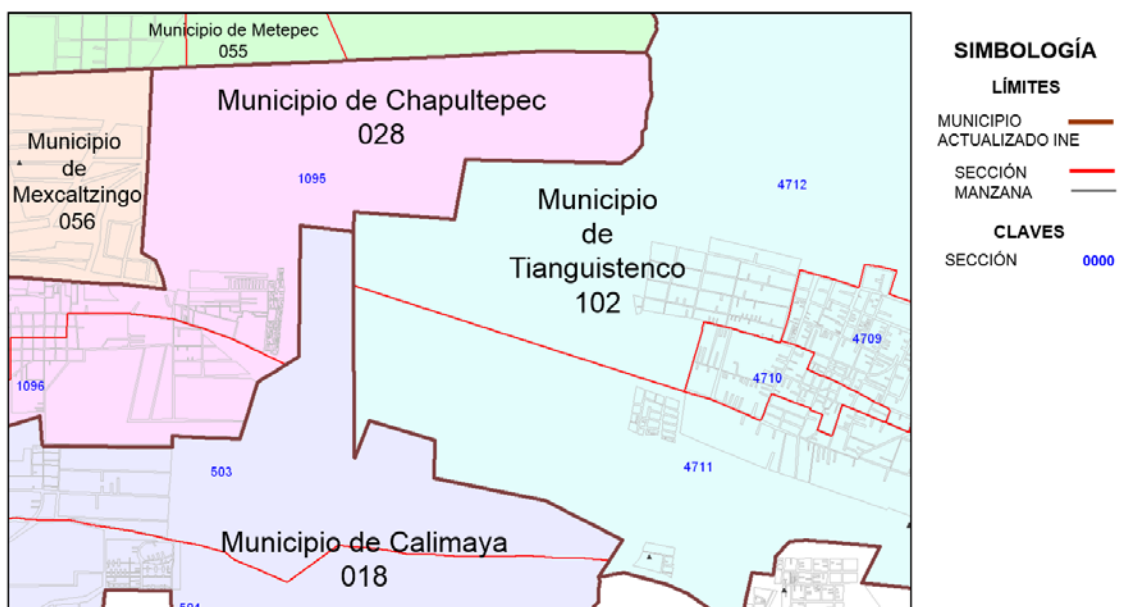 Municipio de Metepec
055
Municipio de Chapultepec
028
Municipio
de
Mexcaltzingo
056
1095
Municipio
de
Tianguistenco
102
4712
4709
4710
1096
4711
503
Municipio de Calimaya
018
504
SIMBOLOGÍA
LÍMITES
MUNICIPIO
ACTUALIZADO INE
SECCIÓN
MANZANA
CLAVES
SECCIÓN 0000